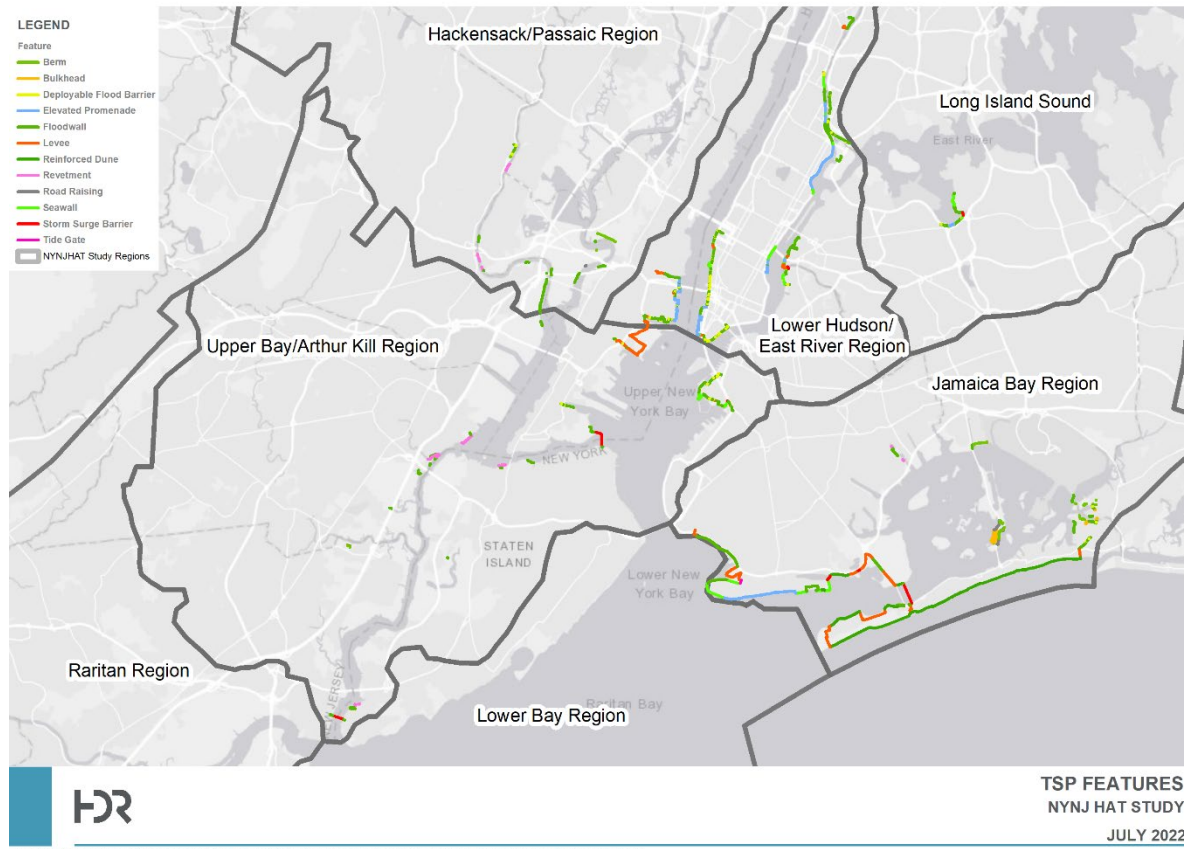 LEGEND
Feature
Berm
Bulkhead
Deployable Flood Barrier
Elevated Promenade
Floodwall
Levee
Reinforced Dune
Revetment
Road Raising
Seawall
Storm Surge Barrier
Tide Gate
NYNJHAT Study Regions
Hackensack/Passaic Region
Long Island Sound
East River
Upper Bay/Arthur Kill Region
Lower Hudson/
East River Region
Jamaica Bay Region
Upper New
York Bay
NEW YORK
STATEN
ISLAND
Lower New
York Bay
Raritan Region
NEW JERSEY
Lower Bay Region
Raritan Bay
HDR
TSP FEATURES
NYNJ HAT STUDY
JULY 2022